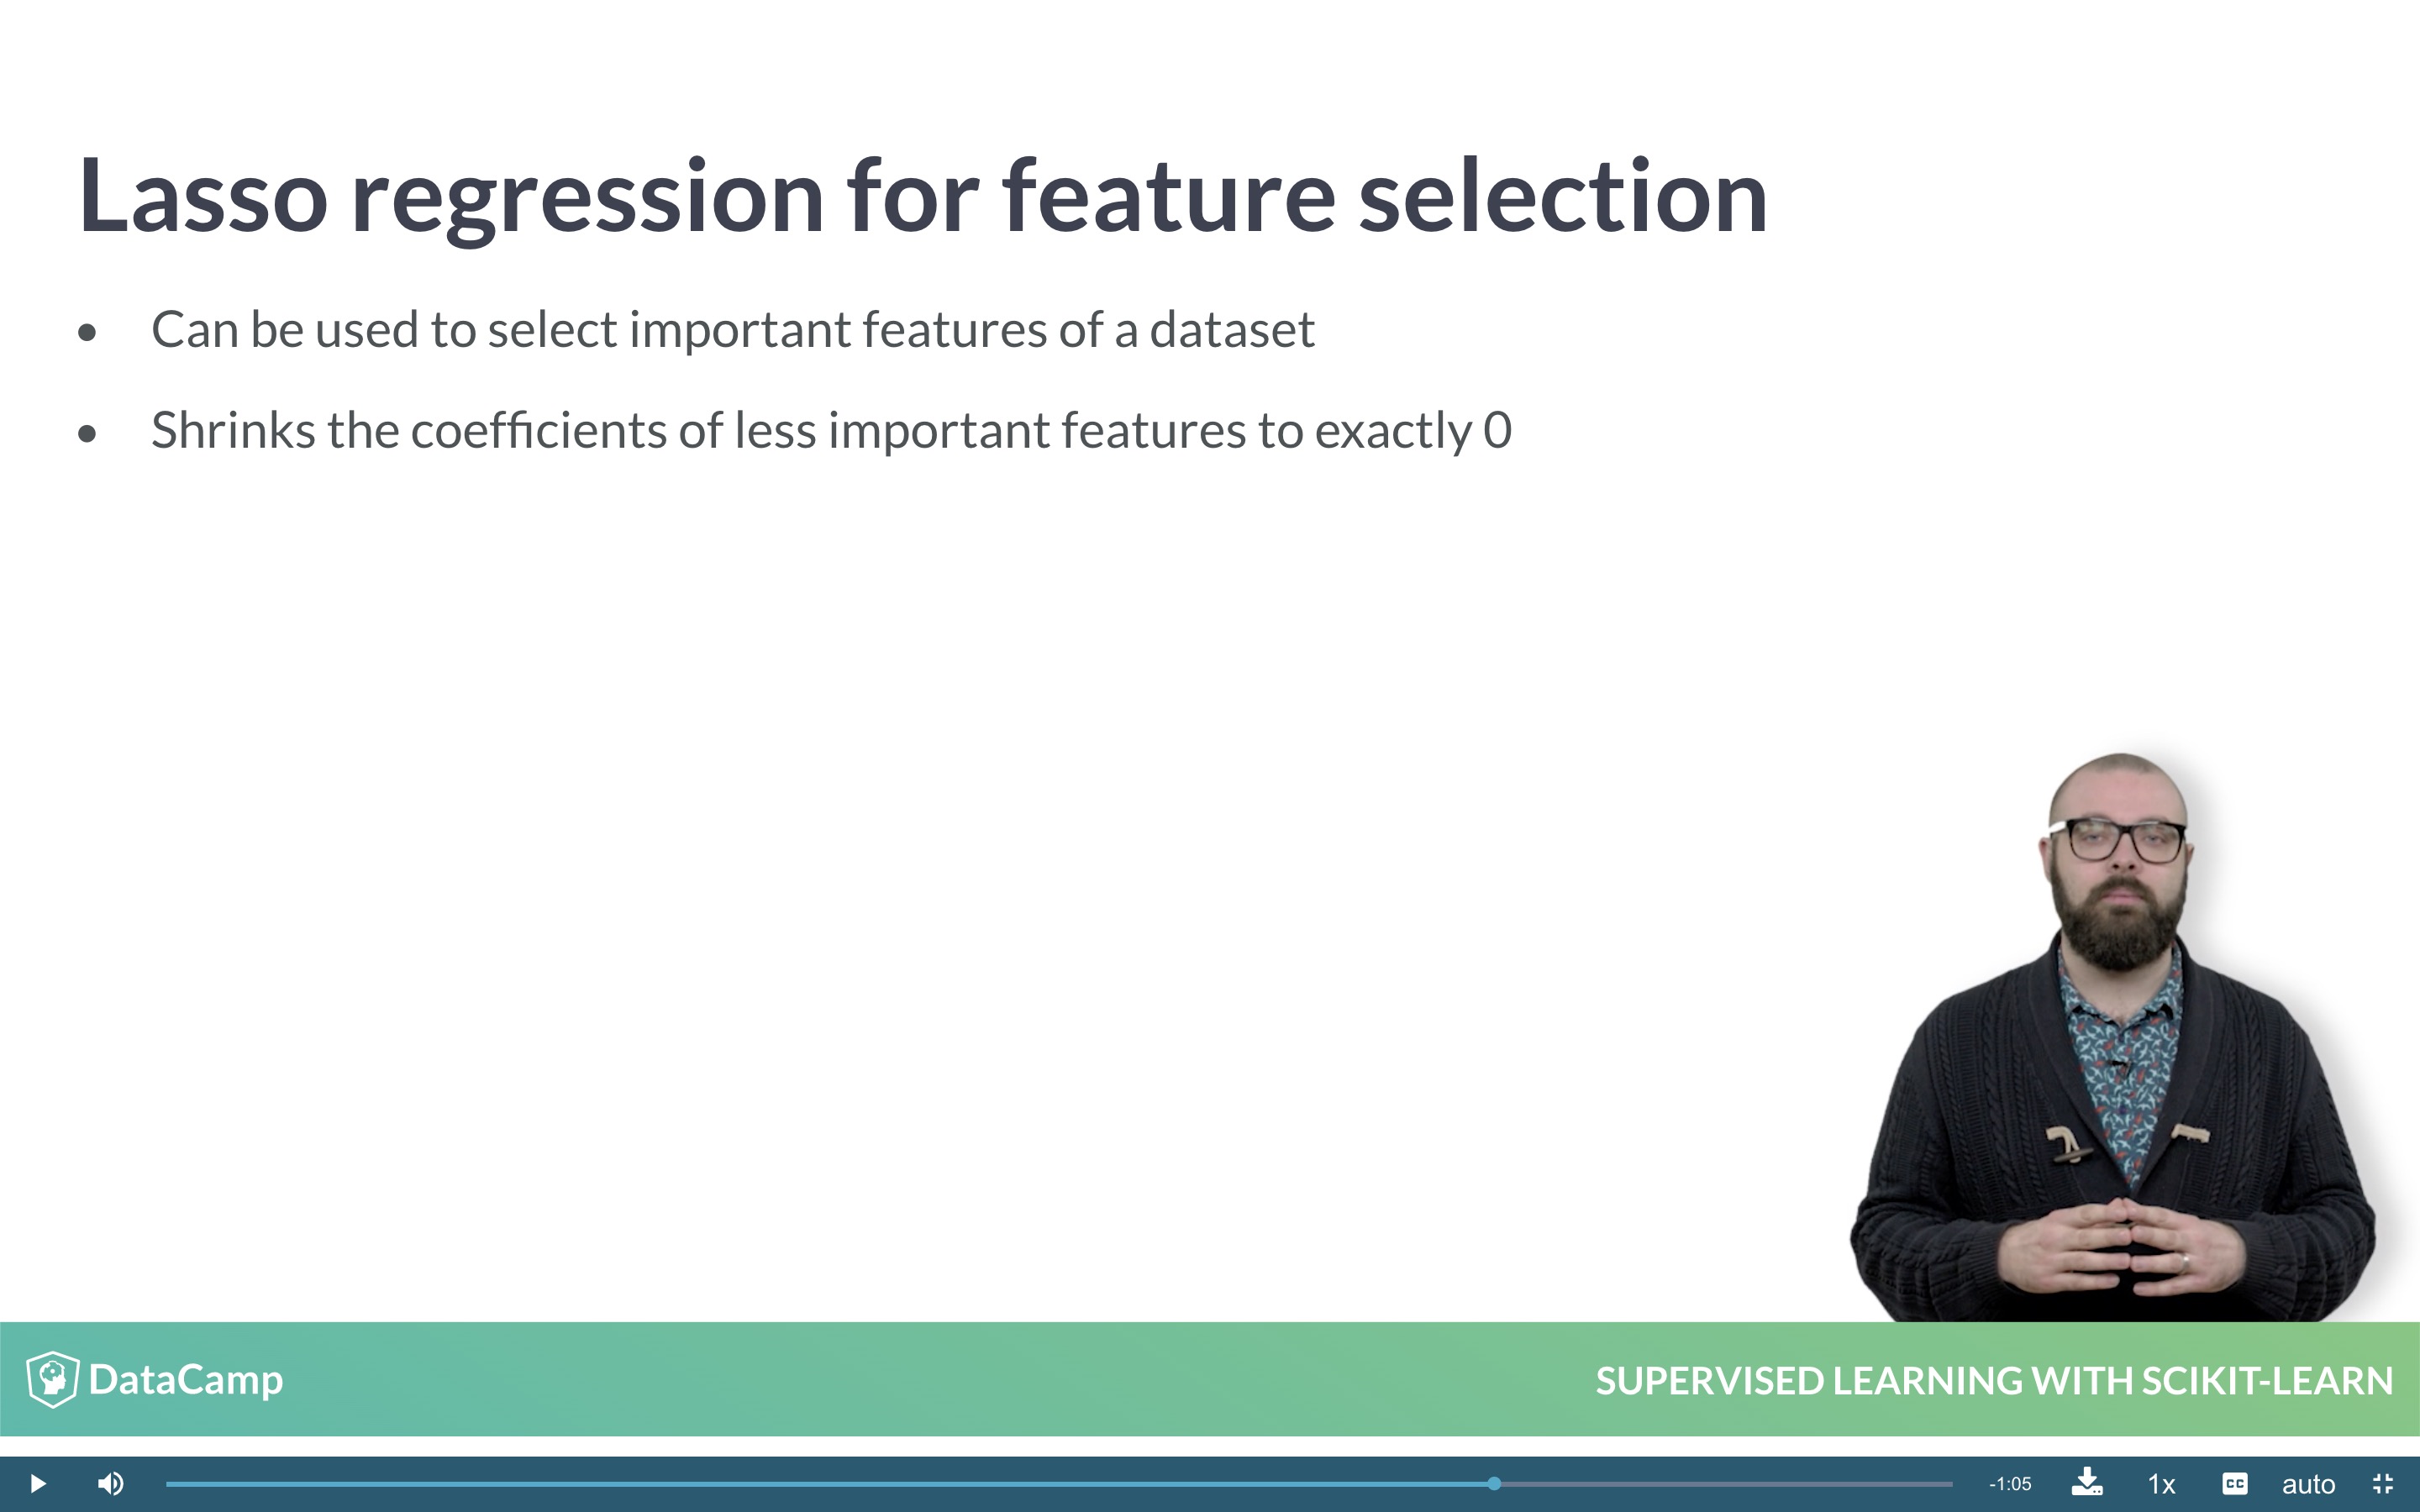 Lasso regression for feature selection
• Can be used to select important features of a dataset
• Shrinks the coefficients of less important features to exactly 0
DataCamp
SUPERVISED LEARNING WITH SCIKIT-LEARN
-1:05
1x
CC
auto